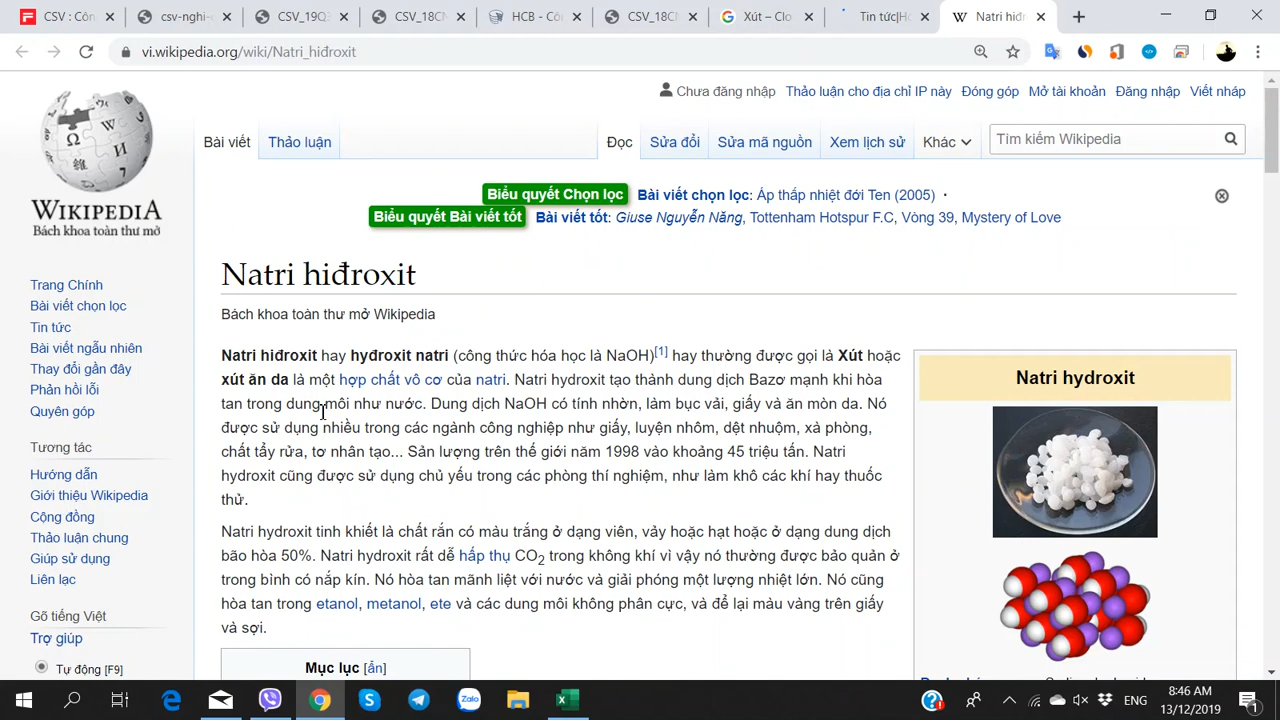 CSV : Côn
csv-nghi-
CSV_19Q3
CSV_18CN
HCB - Côn
CSV_18CN
Xút – Clo
Tin tức|Ho
Natri hiđr
vi.wikipedia.org/wiki/Natri_hiđroxit
Chưa đăng nhập Thảo luận cho địa chỉ IP này Đóng góp Mở tài khoản Đăng nhập Viết nháp
Bài viết Thảo luận Đọc Sửa đổi Sửa mã nguồn Xem lịch sử Khác Tìm kiếm Wikipedia
Biểu quyết Chọn lọc Bài viết chọn lọc: Áp thấp nhiệt đới Ten (2005) ·
Biểu quyết Bài viết tốt Bài viết tốt: Giuse Nguyễn Năng, Tottenham Hotspur F.C, Vòng 39, Mystery of Love
WIKIPEDIA
Bách khoa toàn thư mở
Trang Chính
Bài viết chọn lọc
Tin tức
Bài viết ngẫu nhiên
Thay đổi gần đây
Phản hồi lỗi
Quyên góp
Tương tác
Hướng dẫn
Giới thiệu Wikipedia
Cộng đồng
Thảo luận chung
Giúp sử dụng
Liên lạc
Gõ tiếng Việt
Trợ giúp
Tự động [F9]
Natri hiđroxit
Bách khoa toàn thư mở Wikipedia
Natri hiđroxit hay hyđroxit natri (công thức hóa học là NaOH)[1] hay thường được gọi là Xút hoặc
xút ăn da là một hợp chất vô cơ của natri. Natri hydroxit tạo thành dung dịch Bazơ mạnh khi hòa
tan trong dung môi như nước. Dung dịch NaOH có tính nhờn, làm bục vải, giấy và ăn mòn da. Nó
được sử dụng nhiều trong các ngành công nghiệp như giấy, luyện nhôm, dệt nhuộm, xà phòng,
chất tẩy rửa, tơ nhân tạo... Sản lượng trên thế giới năm 1998 vào khoảng 45 triệu tấn. Natri
hydroxit cũng được sử dụng chủ yếu trong các phòng thí nghiệm, như làm khô các khí hay thuốc
thử.
Natri hydroxit tinh khiết là chất rắn có màu trắng ở dạng viên, vảy hoặc hạt hoặc ở dạng dung dịch
bão hòa 50%. Natri hydroxit rất dễ hấp thụ CO2 trong không khí vì vậy nó thường được bảo quản ở
trong bình có nắp kín. Nó hòa tan mãnh liệt với nước và giải phóng một lượng nhiệt lớn. Nó cũng
hòa tan trong etanol, metanol, ete và các dung môi không phân cực, và để lại màu vàng trên giấy
và sợi.
Mục lục [ẩn]
Natri hydroxit
ENG
8:46 AM
13/12/2019